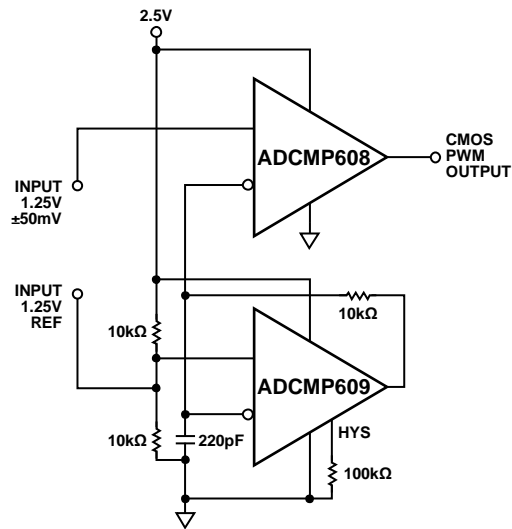 2.5V
ADCMP608
CMOS
PWM
OUTPUT
INPUT
1.25V
±50mV
INPUT
1.25V
REF
10kΩ
10kΩ
ADCMP609
10kΩ
220pF
HYS
100kΩ